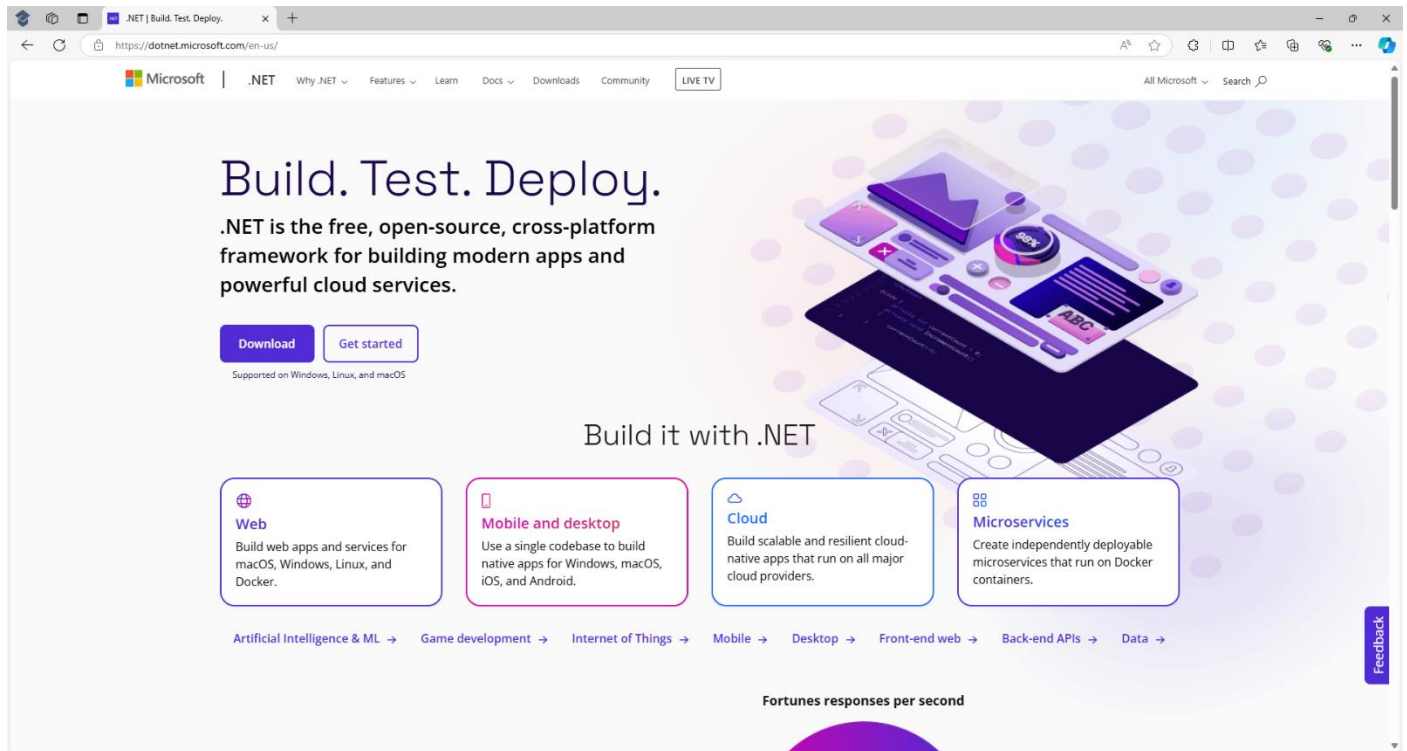 .NET | Build. Test. Deploy.
https://dotnet.microsoft.com/en-us/
Microsoft | .NET Why .NET Features Learn Docs Downloads Community LIVE TV All Microsoft Search
Build. Test. Deploy.
.NET is the free, open-source, cross-platform
framework for building modern apps and
powerful cloud services.
Download Get started
Supported on Windows, Linux, and macOS
98%
ABC
Build it with .NET
Web
Build web apps and services for
macOS, Windows, Linux, and
Docker.
Mobile and desktop
Use a single codebase to build
native apps for Windows, macOS,
iOS, and Android.
Cloud
Build scalable and resilient cloud-
native apps that run on all major
cloud providers.
Microservices
Create independently deployable
microservices that run on Docker
containers.
Artificial Intelligence & ML → Game development → Internet of Things → Mobile → Desktop → Front-end web → Back-end APIs → Data →
Feedback
Fortunes responses per second